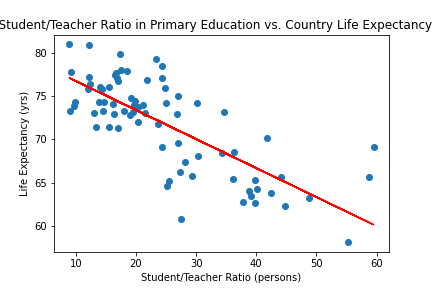 Student/Teacher Ratio in Primary Education vs. Country Life Expectancy
80
75
70
65
60
Life Expectancy (yrs)
10 20 30 40 50 60
Student/Teacher Ratio (persons)